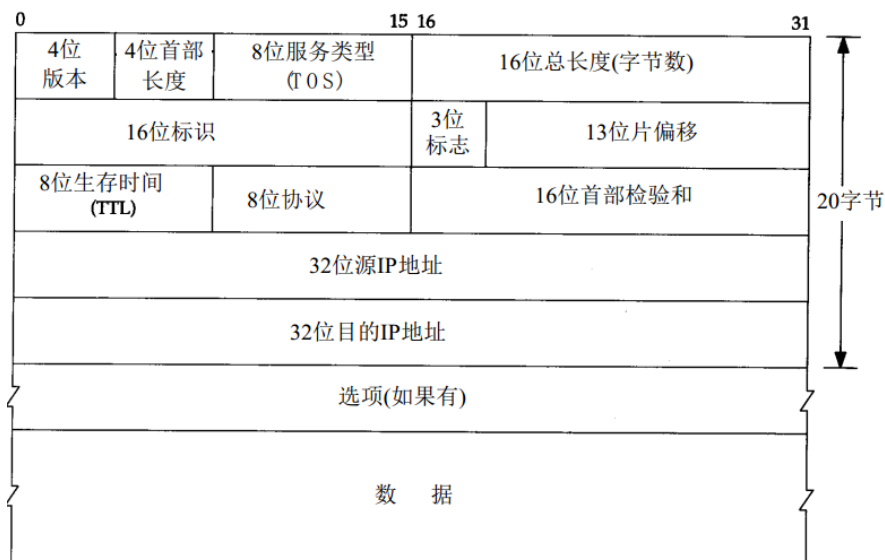 0 15 16 31
4位 4位首部 8位服务类型 16位总长度(字节数)
版本 长度 (TOS)
16位标识 3位 13位片偏移
标志
8位生存时间 8位协议 16位首部检验和
(TTL)
20字节
32位源IP地址
32位目的IP地址
选项(如果有)
数 据